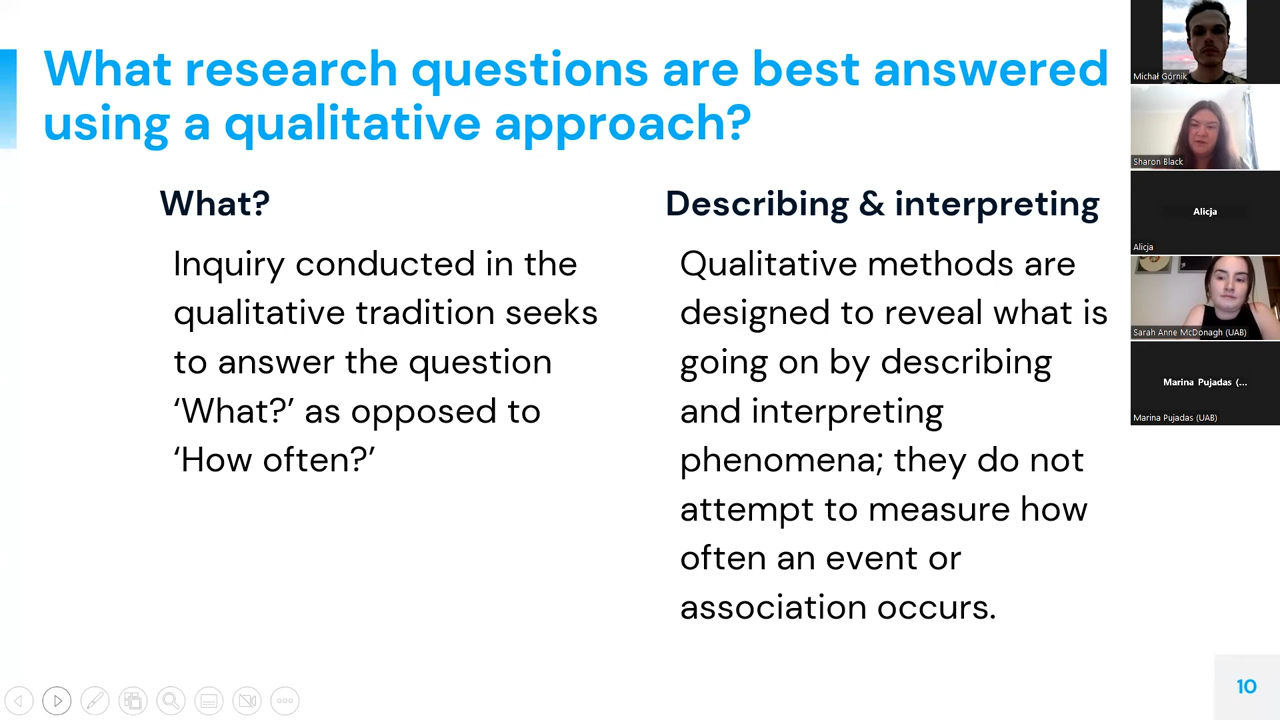 What research questions are best answered
using a qualitative approach?
What?
Inquiry conducted in the
qualitative tradition seeks
to answer the question
‘What?’ as opposed to
‘How often?’
Describing & interpreting
Qualitative methods are
designed to reveal what is
going on by describing
and interpreting
phenomena; they do not
attempt to measure how
often an event or
association occurs.
10
Michał Górnik
Sharon Black
Alicja
Alicja
Sarah Anne McDonagh (UAB)
Marina Pujadas (...
Marina Pujadas (UAB)